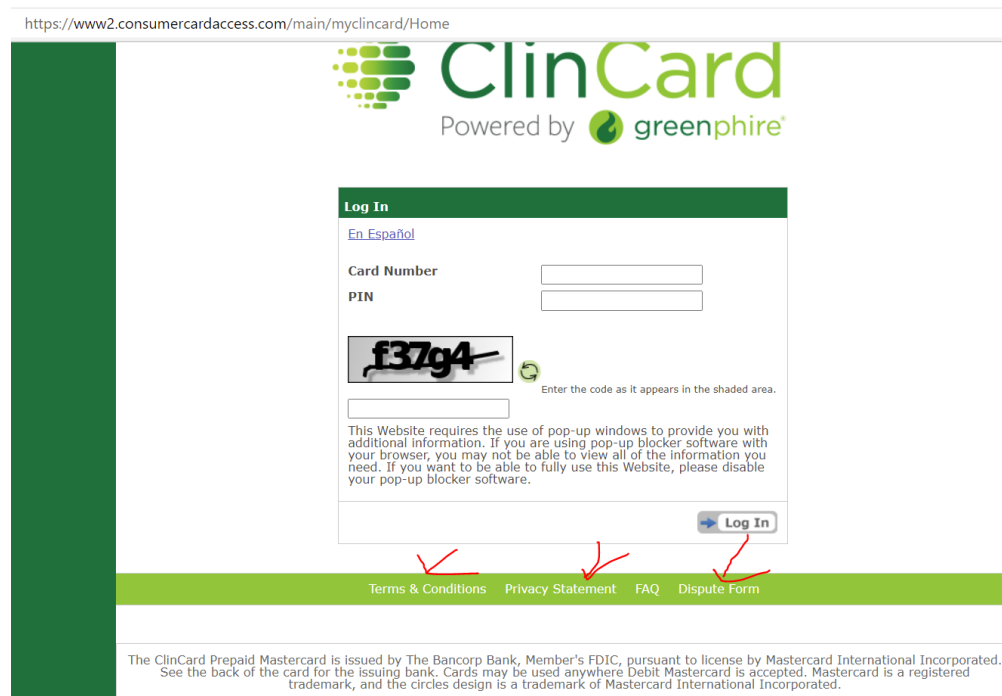 https://www2.consumercardaccess.com/main/myclincard/Home
ClinCard
Powered by greenphire®
Log In
En Español
Card Number
PIN
f37g4
Enter the code as it appears in the shaded area.
This Website requires the use of pop-up windows to provide you with
additional information. If you are using pop-up blocker software with
your browser, you may not be able to view all of the information you
need. If you want to be able to fully use this Website, please disable
your pop-up blocker software.
Log In
Terms & Conditions Privacy Statement FAQ Dispute Form
The ClinCard Prepaid Mastercard is issued by The Bancorp Bank, Member's FDIC, pursuant to license by Mastercard International Incorporated.
See the back of the card for the issuing bank. Cards may be used anywhere Debit Mastercard is accepted. Mastercard is a registered
trademark, and the circles design is a trademark of Mastercard International Incorporated.